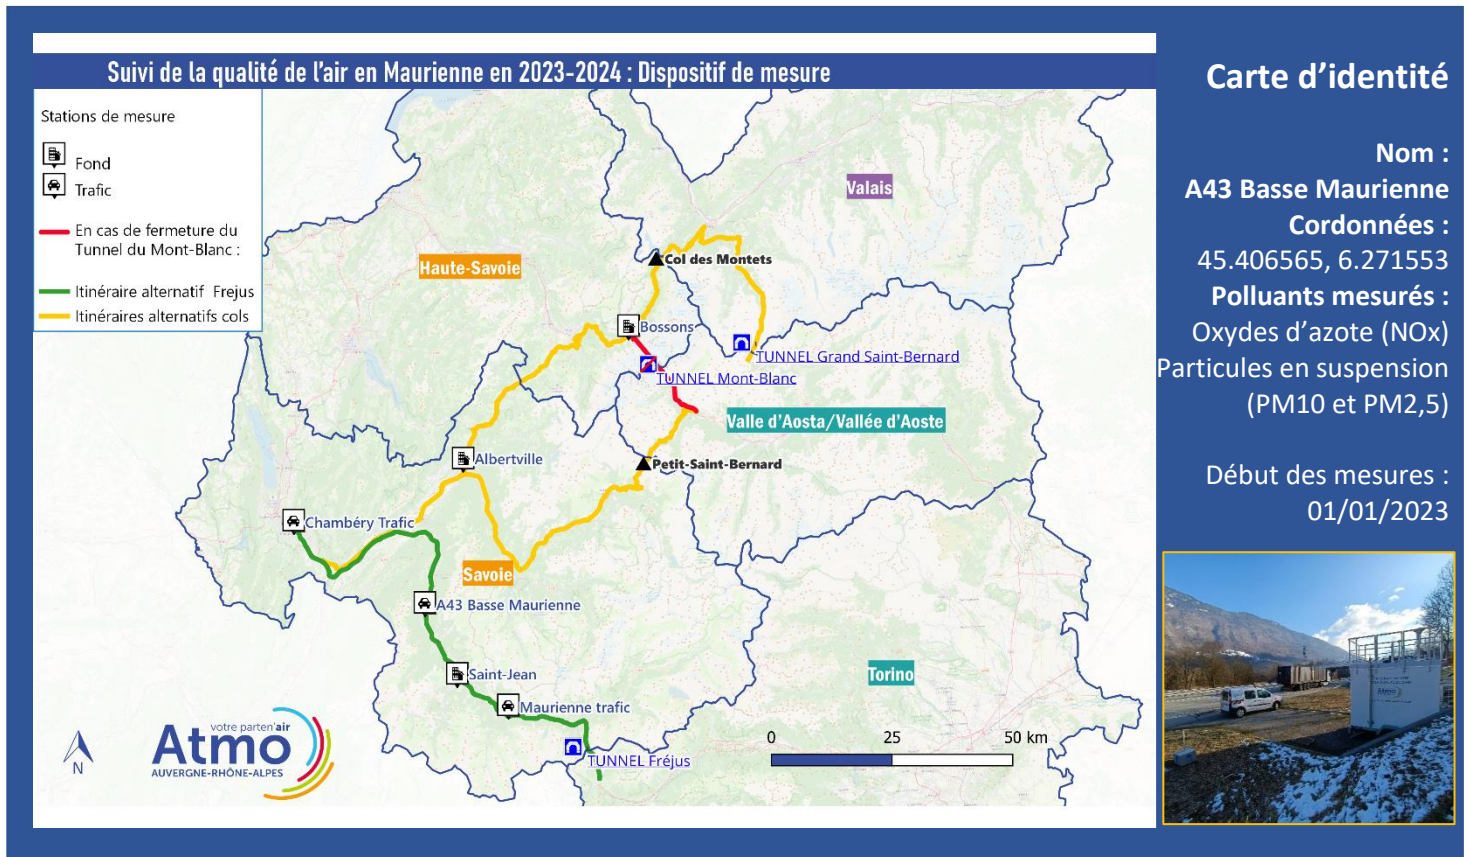 Suivi de la qualité de l'air en Maurienne en 2023-2024 : Dispositif de mesure
Stations de mesure
Fond
Trafic
En cas de fermeture du
Tunnel du Mont-Blanc :
Itinéraire alternatif Frejus
Itinéraires alternatifs cols
Valais
Col des Montets
Haute-Savoie
Bossons
TUNNEL Grand Saint-Bernard
TUNNEL Mont-Blanc
Valle d'Aosta/Vallée d'Aoste
Albertville
Petit-Saint-Bernard
Chambéry Trafic
Savoie
A43 Basse Maurienne
Saint-Jean
Torino
Maurienne trafic
TUNNEL Fréjus
0 25 50 km
N
votre parten'air
Atmo
AUVERGNE-RHÔNE-ALPES
Carte d'identité
Nom :
A43 Basse Maurienne
Cordonnées :
45.406565, 6.271553
Polluants mesurés :
Oxydes d'azote (NOx)
Particules en suspension
(PM10 et PM2,5)
Début des mesures :
01/01/2023
Atmo